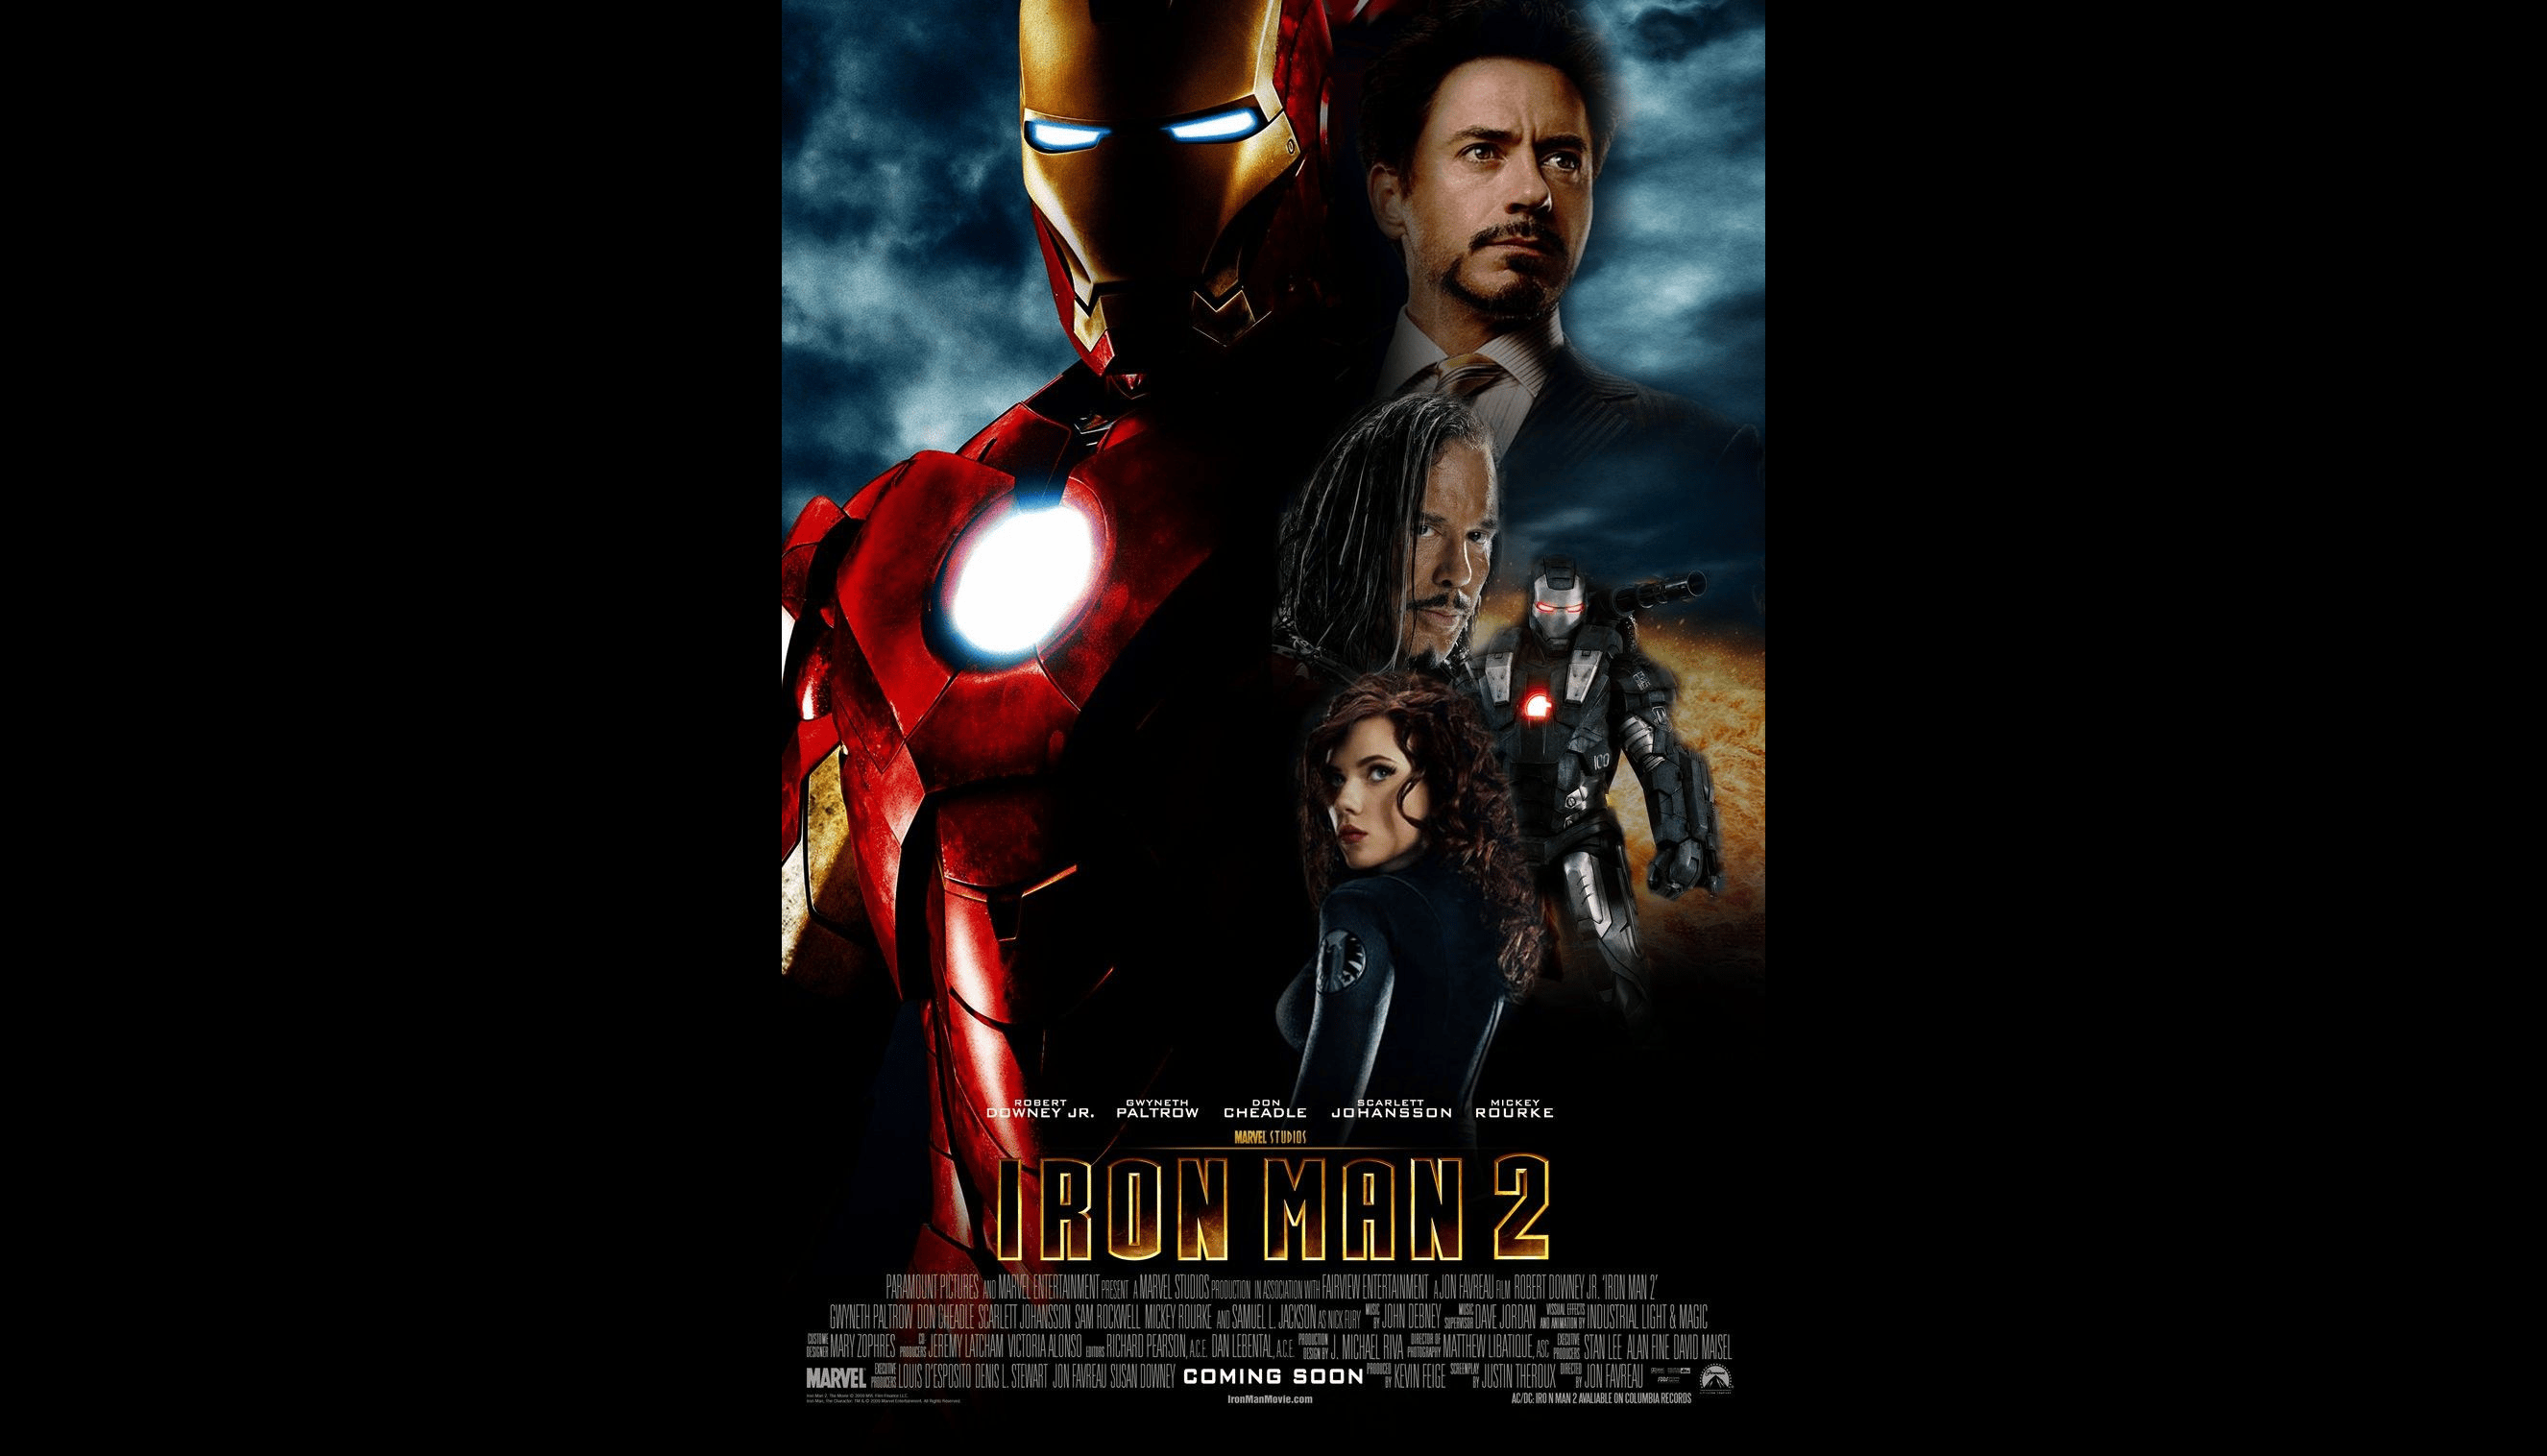 ROBERT DOWNEY JR. GWYNETH PALTROW DON CHEADLE SCARLETT JOHANSSON MICKEY ROURKE
MARVEL STUDIOS
IRON MAN 2
PARAMOUNT PICTURES AND MARVEL ENTERTAINMENT PRESENT A MARVEL STUDIOS PRODUCTION IN ASSOCIATION WITH FAIRVIEW ENTERTAINMENT A JON FAVREAU FILM ROBERT DOWNEY JR. 'IRON MAN 2'
GWYNETH PALTROW DON CHEADLE SCARLETT JOHANSSON SAM ROCKWELL MICKEY ROURKE AND SAMUEL L. JACKSON AS NICK FURY MUSIC BY JOHN DEBNEY MUSIC SUPERVISOR DAVE JORDAN VISSUAL EFFECTS AND ANIMATION BY INDUSTRIAL LIGHT & MAGIC
COSTUME DESIGNER MARY ZOPHRES CO-PRODUCERS JEREMY LATCHAM VICTORIA ALONSO EDITORS RICHARD PEARSON, A.C.E. DAN LEBENTAL, A.C.E. PRODUCTION DESIGN BY J. MICHAEL RIVA DIRECTOR OF PHOTOGRAPHY MATTHEW LIBATIQUE, ASC EXECUTIVE PRODUCERS STAN LEE ALAN FINE DAVID MAISEL
MARVEL EXECUTIVE PRODUCERS LOUIS D'ESPOSITO DENIS L. STEWART JON FAVREAU SUSAN DOWNEY COMING SOON PRODUCED BY KEVIN FEIGE SCREENPLAY BY JUSTIN THEROUX DIRECTED BY JON FAVREAU
IronManMovie.com
AC/DC: IRO N MAN 2 AVALIABLE ON COLUMBIA RECORDS